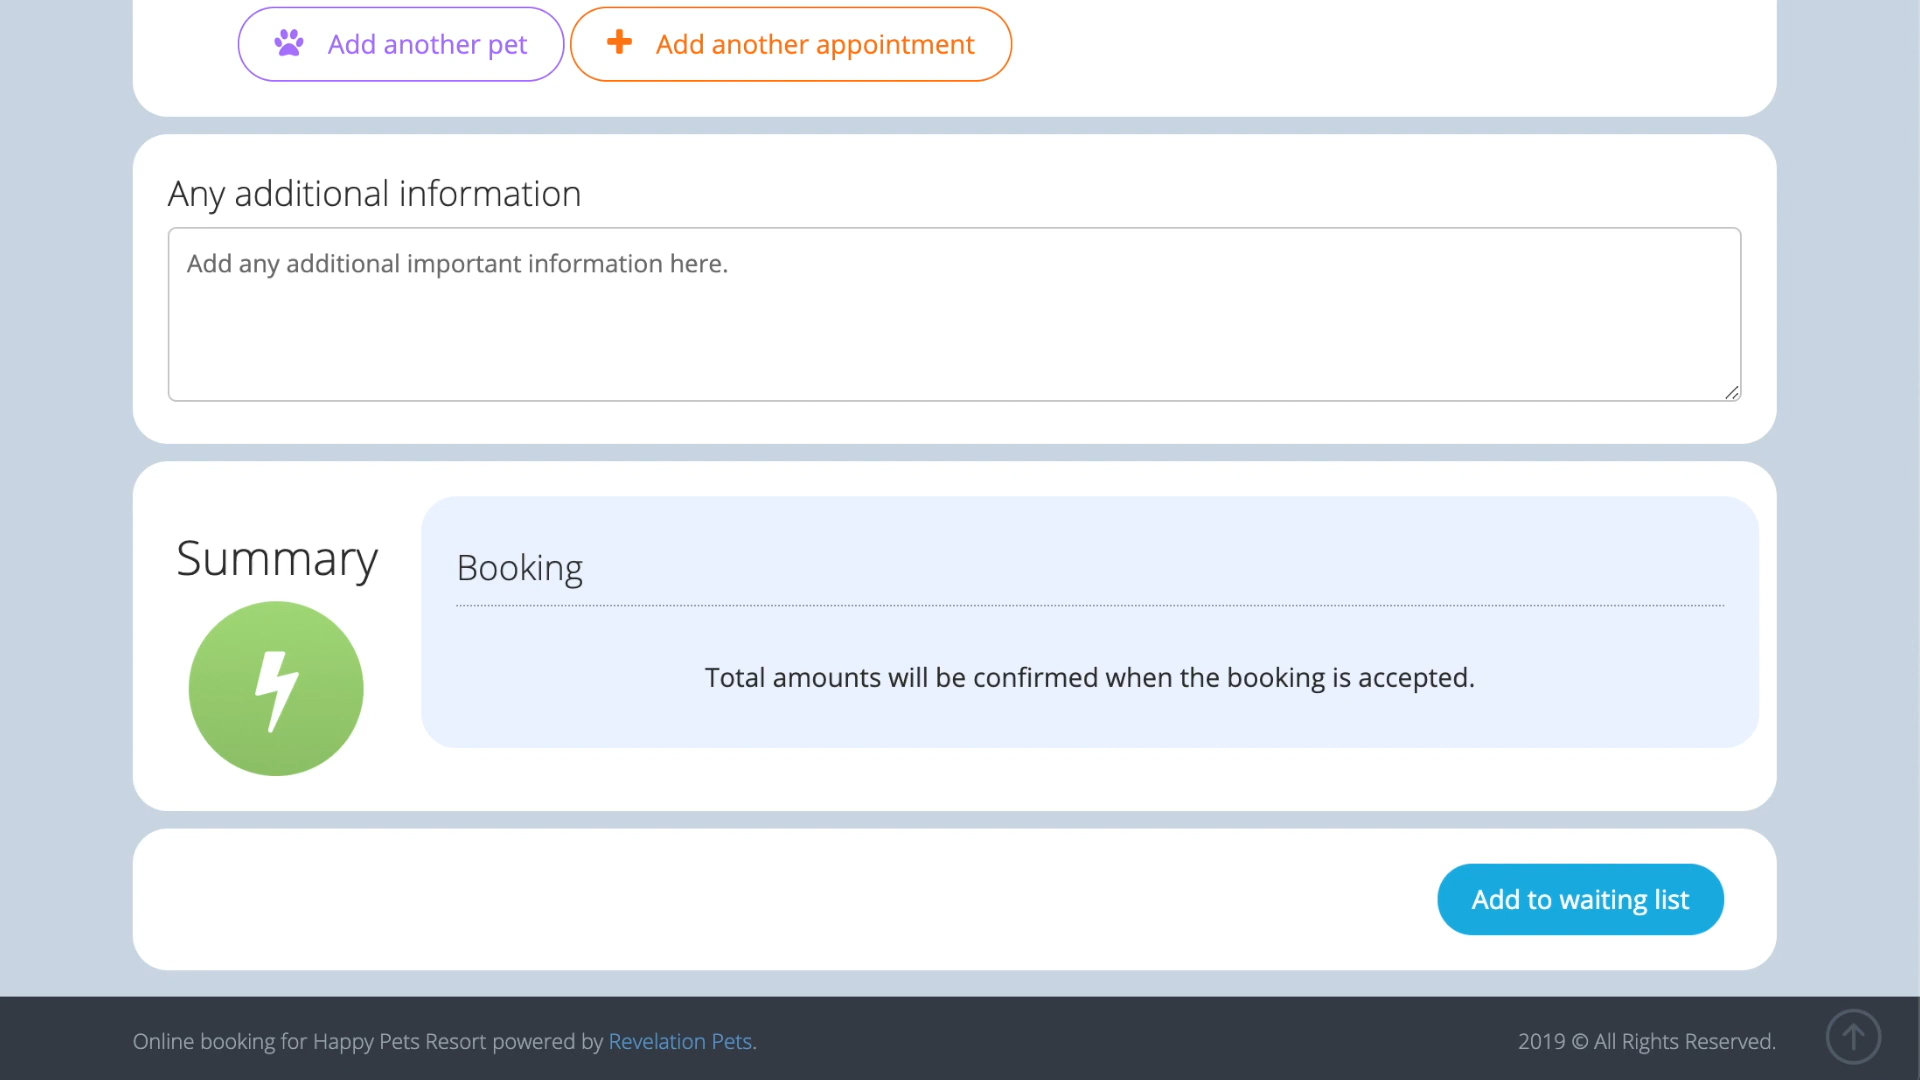 Add another pet
Add another appointment
Any additional information
Add any additional important information here.
Summary
Booking
Total amounts will be confirmed when the booking is accepted.
Add to waiting list
Online booking for Happy Pets Resort powered by Revelation Pets.
2019 © All Rights Reserved.